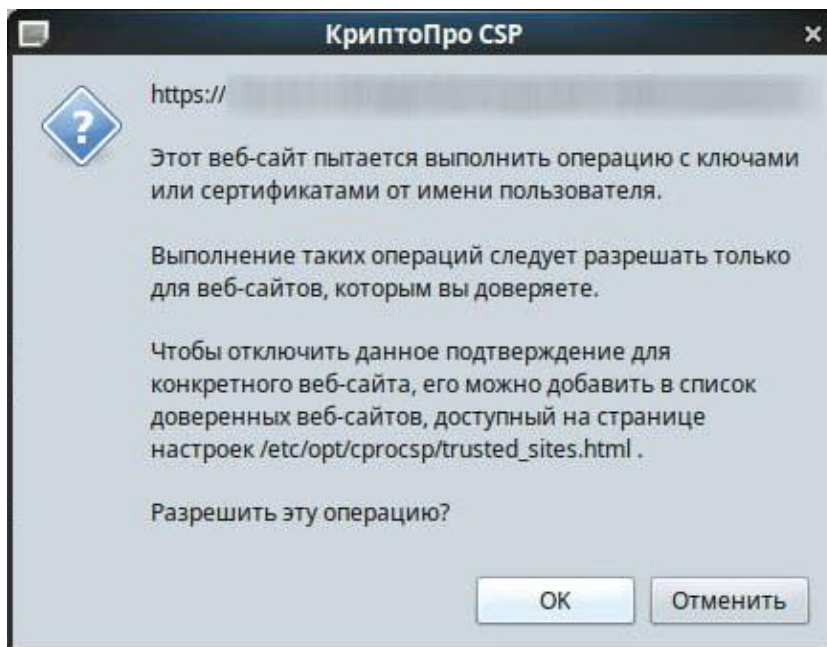 КриптоПро CSP
https://
Этот веб-сайт пытается выполнить операцию с ключами
или сертификатами от имени пользователя.
Выполнение таких операций следует разрешать только
для веб-сайтов, которым вы доверяете.
Чтобы отключить данное подтверждение для
конкретного веб-сайта, его можно добавить в список
доверенных веб-сайтов, доступный на странице
настроек /etc/opt/cprocsp/trusted_sites.html .
Разрешить эту операцию?
OK
Отменить